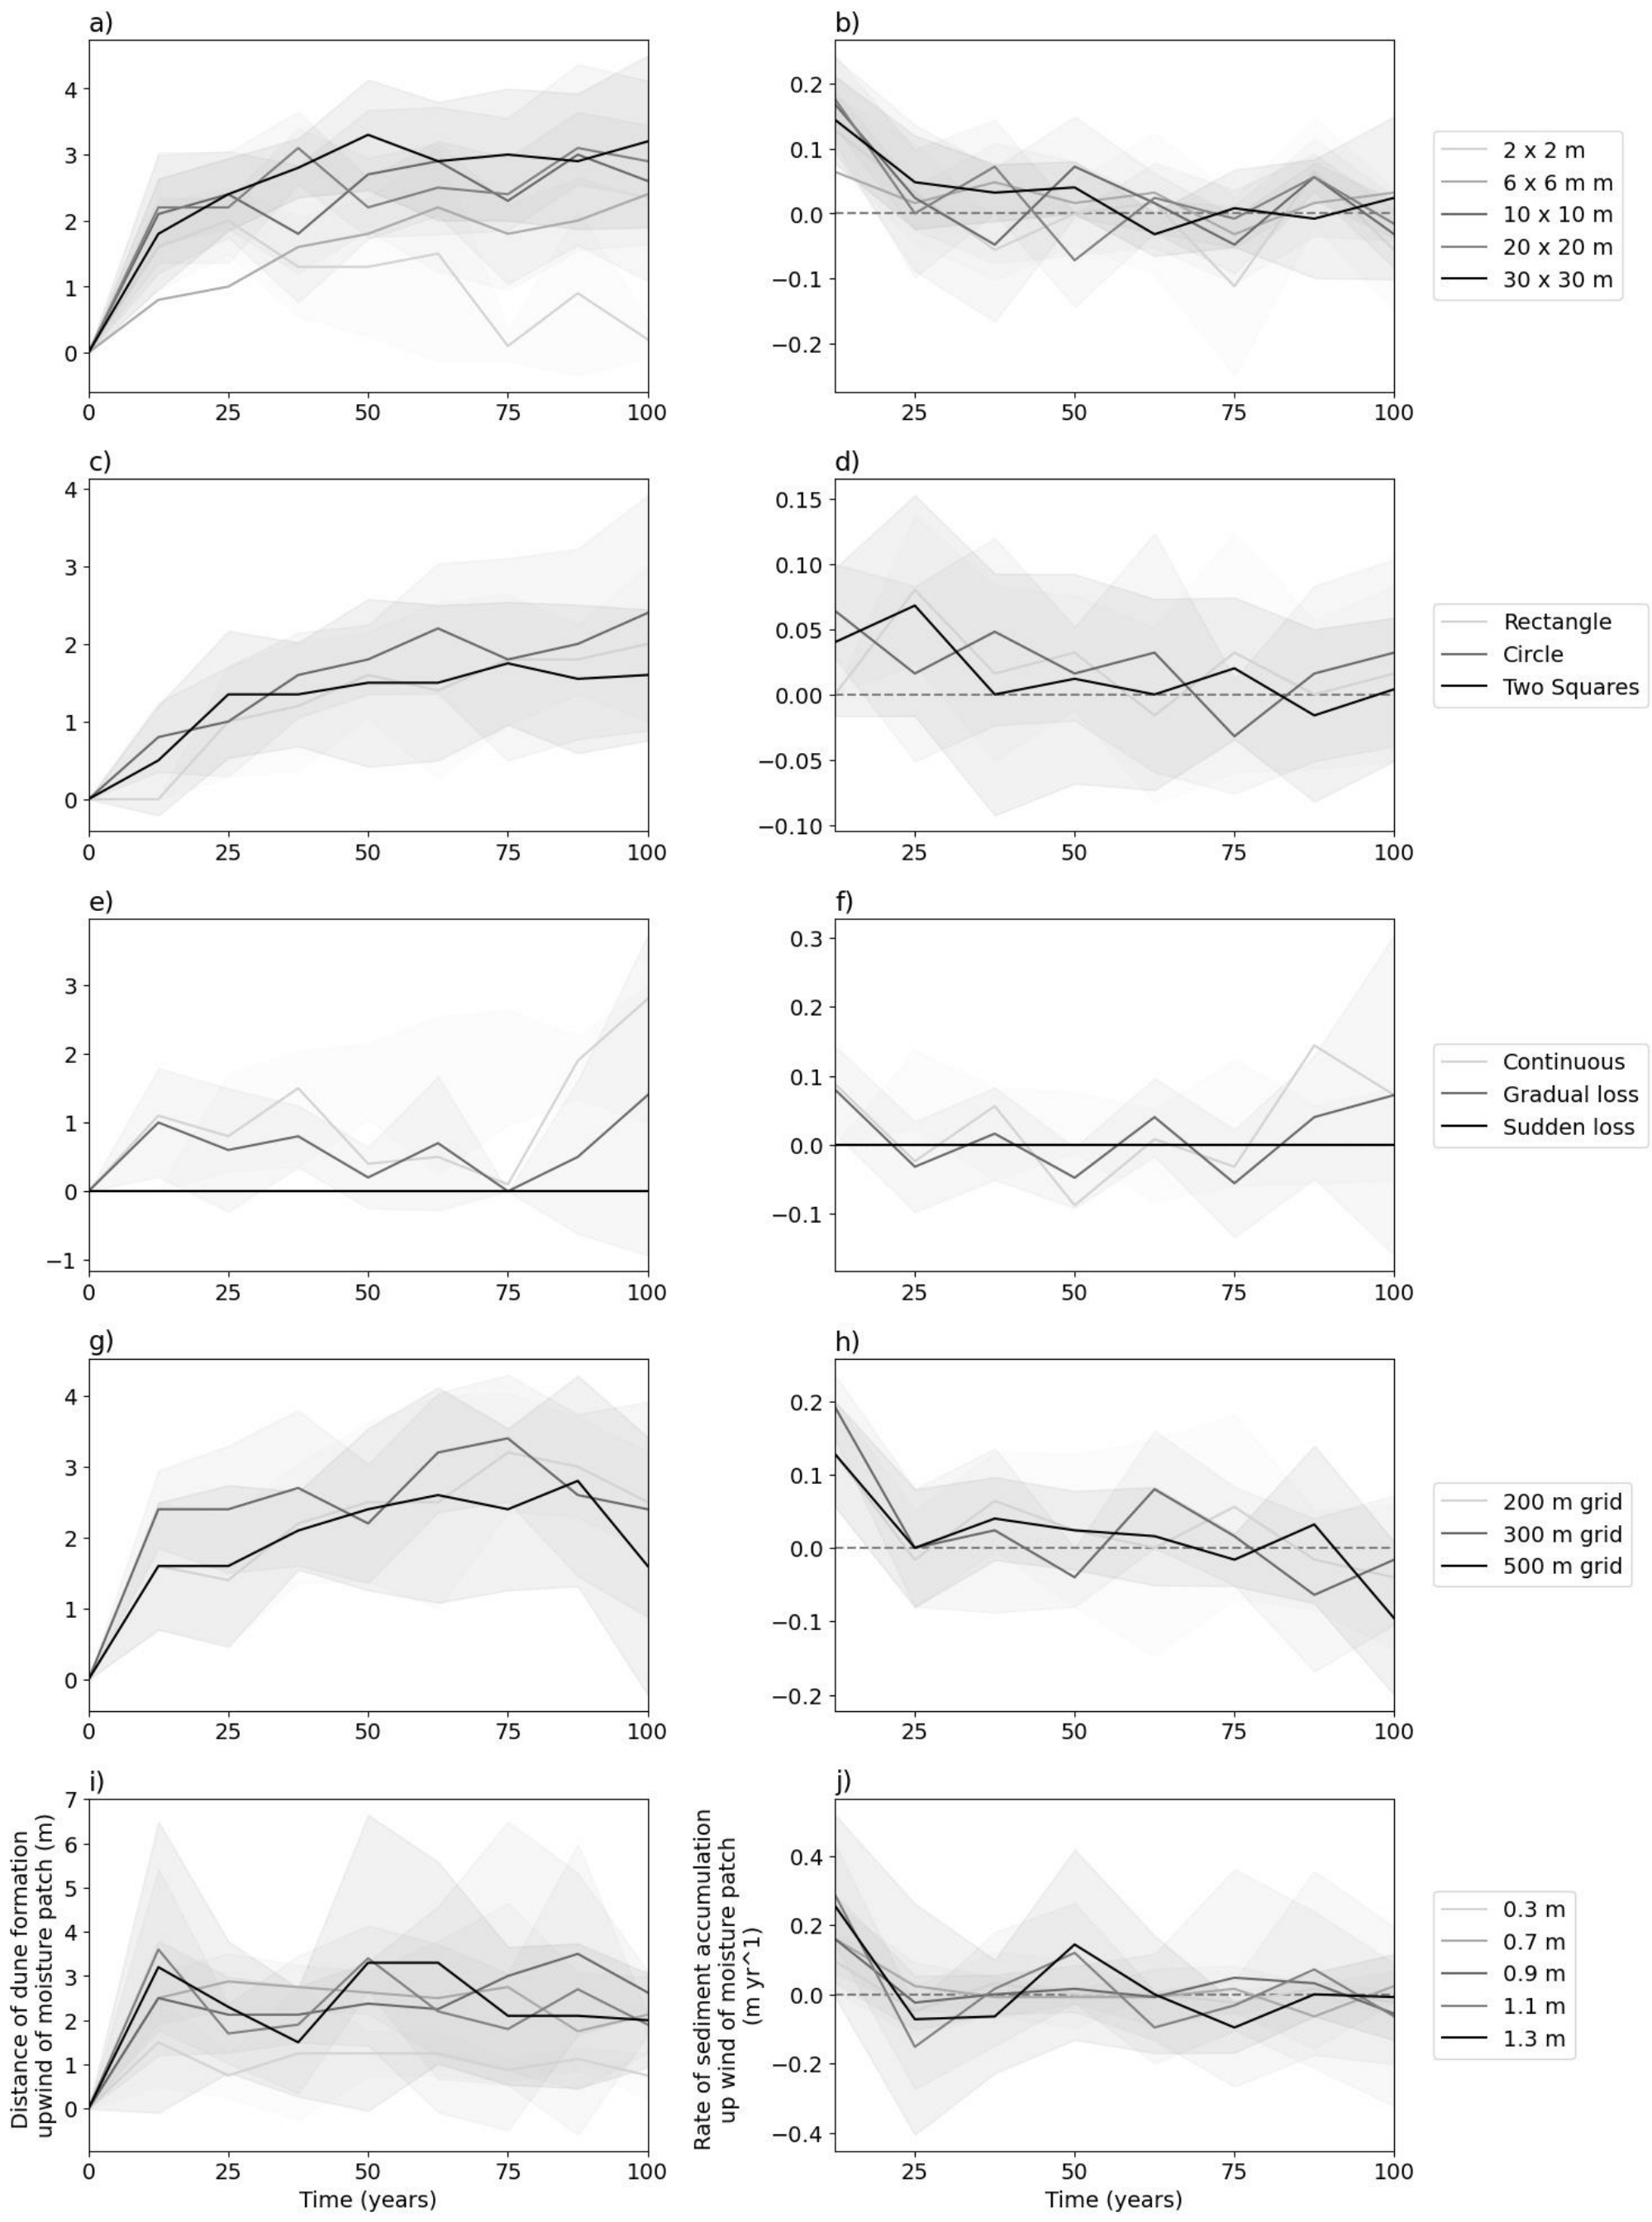 a)
4
3
2
1
0
0 25 50 75 100
b)
0.2
0.1
0.0
−0.1
−0.2
25 50 75 100
2 x 2 m
6 x 6 m m
10 x 10 m
20 x 20 m
30 x 30 m
c)
4
3
2
1
0
0 25 50 75 100
d)
0.15
0.10
0.05
0.00
−0.05
−0.10
25 50 75 100
Rectangle
Circle
Two Squares
e)
3
2
1
0
−1
0 25 50 75 100
f)
0.3
0.2
0.1
0.0
−0.1
25 50 75 100
Continuous
Gradual loss
Sudden loss
g)
4
3
2
1
0
0 25 50 75 100
h)
0.2
0.1
0.0
−0.1
−0.2
25 50 75 100
200 m grid
300 m grid
500 m grid
i)
Distance of dune formation
upwind of moisture patch (m)
7
6
5
4
3
2
1
0
0 25 50 75 100
Time (years)
j)
Rate of sediment accumulation
up wind of moisture patch
(m yr^1)
0.4
0.2
0.0
−0.2
−0.4
25 50 75 100
Time (years)
0.3 m
0.7 m
0.9 m
1.1 m
1.3 m